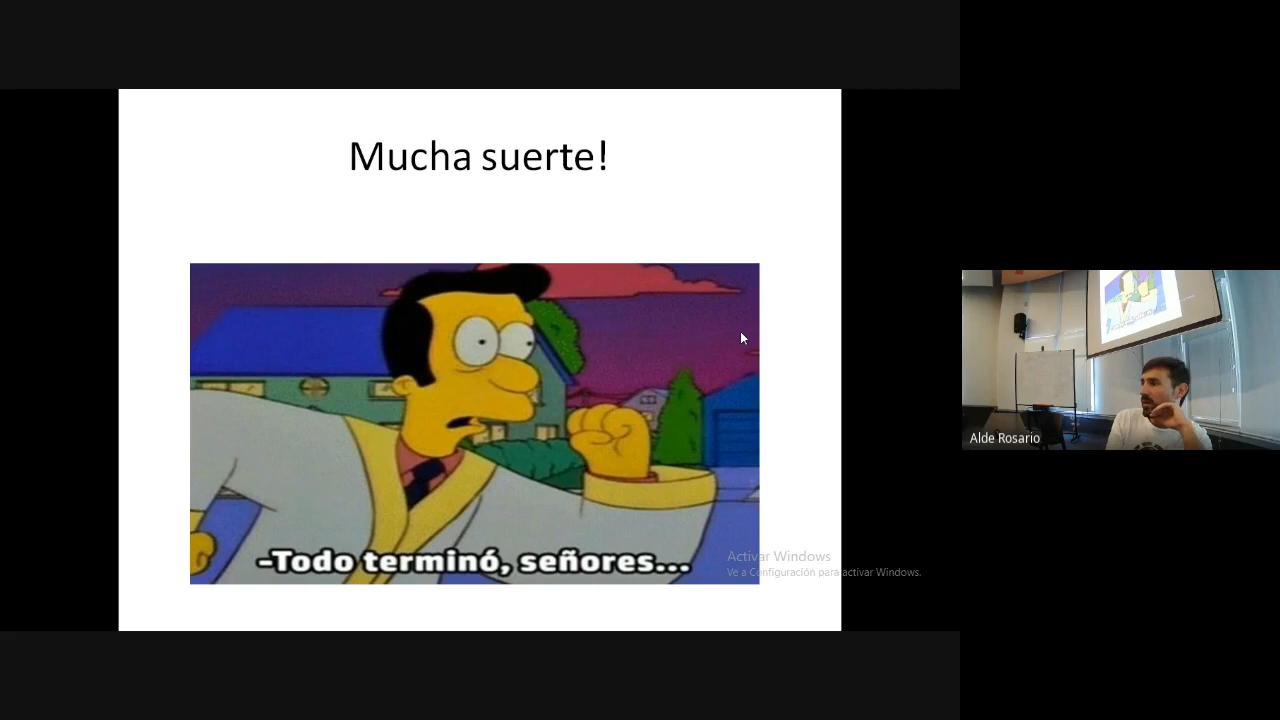 Mucha suerte!
-Todo terminó, señores...
Activar Windows
Ve a Configuración para activar Windows.
Alde Rosario